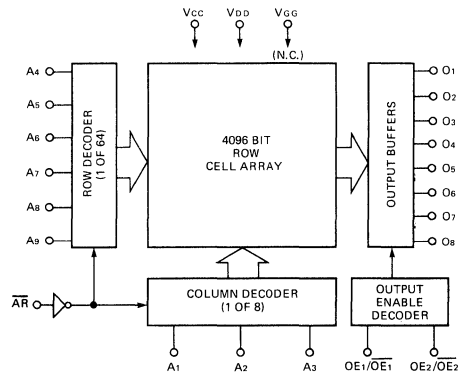 VCC VDD VGG
(N.C.)
A4
A5
A6
A7
A8
A9
ROW DECODER
(1 OF 64)
4096 BIT
ROW
CELL ARRAY
OUTPUT BUFFERS
O1
O2
O3
O4
O5
O6
O7
O8
AR
COLUMN DECODER
(1 OF 8)
OUTPUT
ENABLE
DECODER
A1 A2 A3
OE1/OE1 OE2/OE2